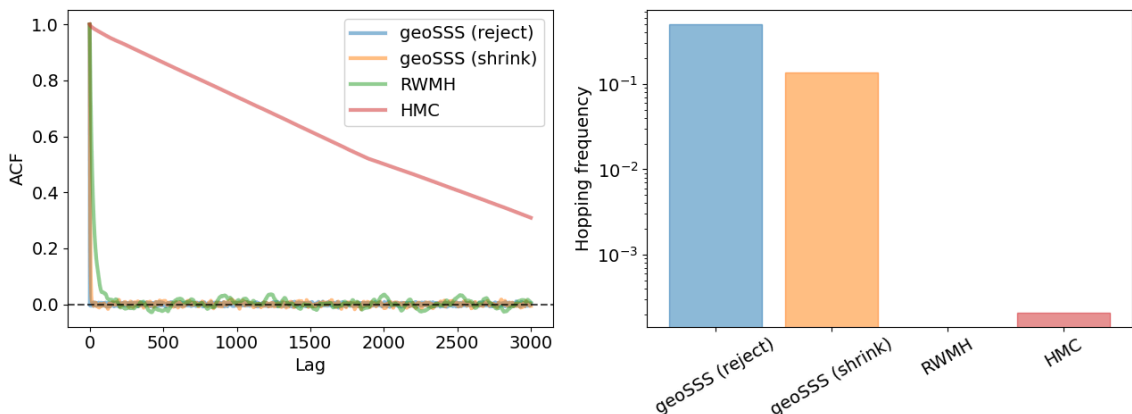 1.0
0.8
0.6
0.4
0.2
0.0
ACF
0
500
1000
1500
2000
2500
3000
Lag
geoSSS (reject)
geoSSS (shrink)
RWMH
HMC
10⁻¹
10⁻²
10⁻³
Hopping frequency
geoSSS (reject)
geoSSS (shrink)
RWMH
HMC